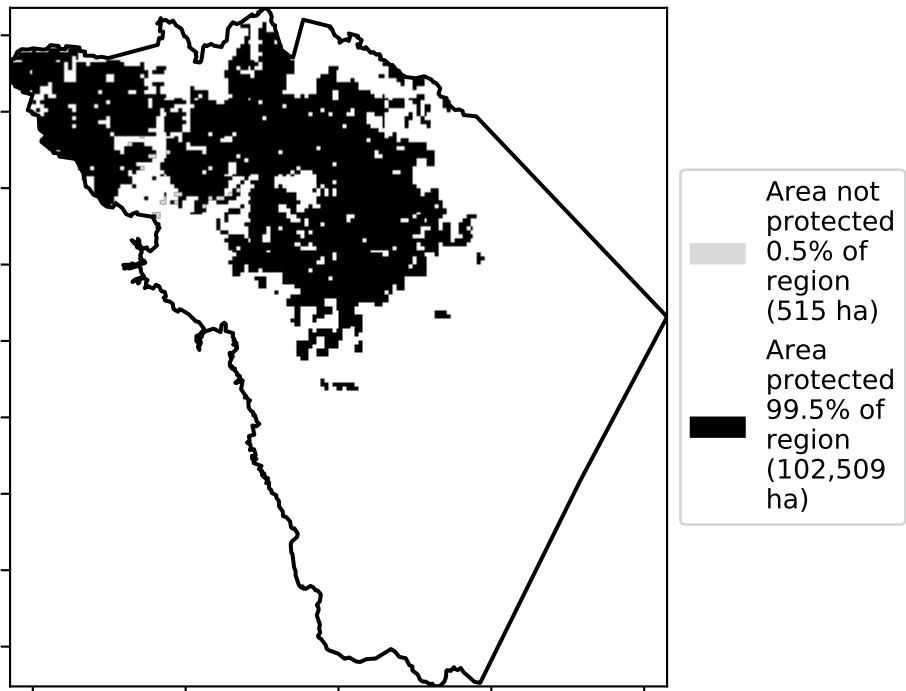 Area not
protected
0.5% of
region
(515 ha)
Area
protected
99.5% of
region
(102,509
ha)